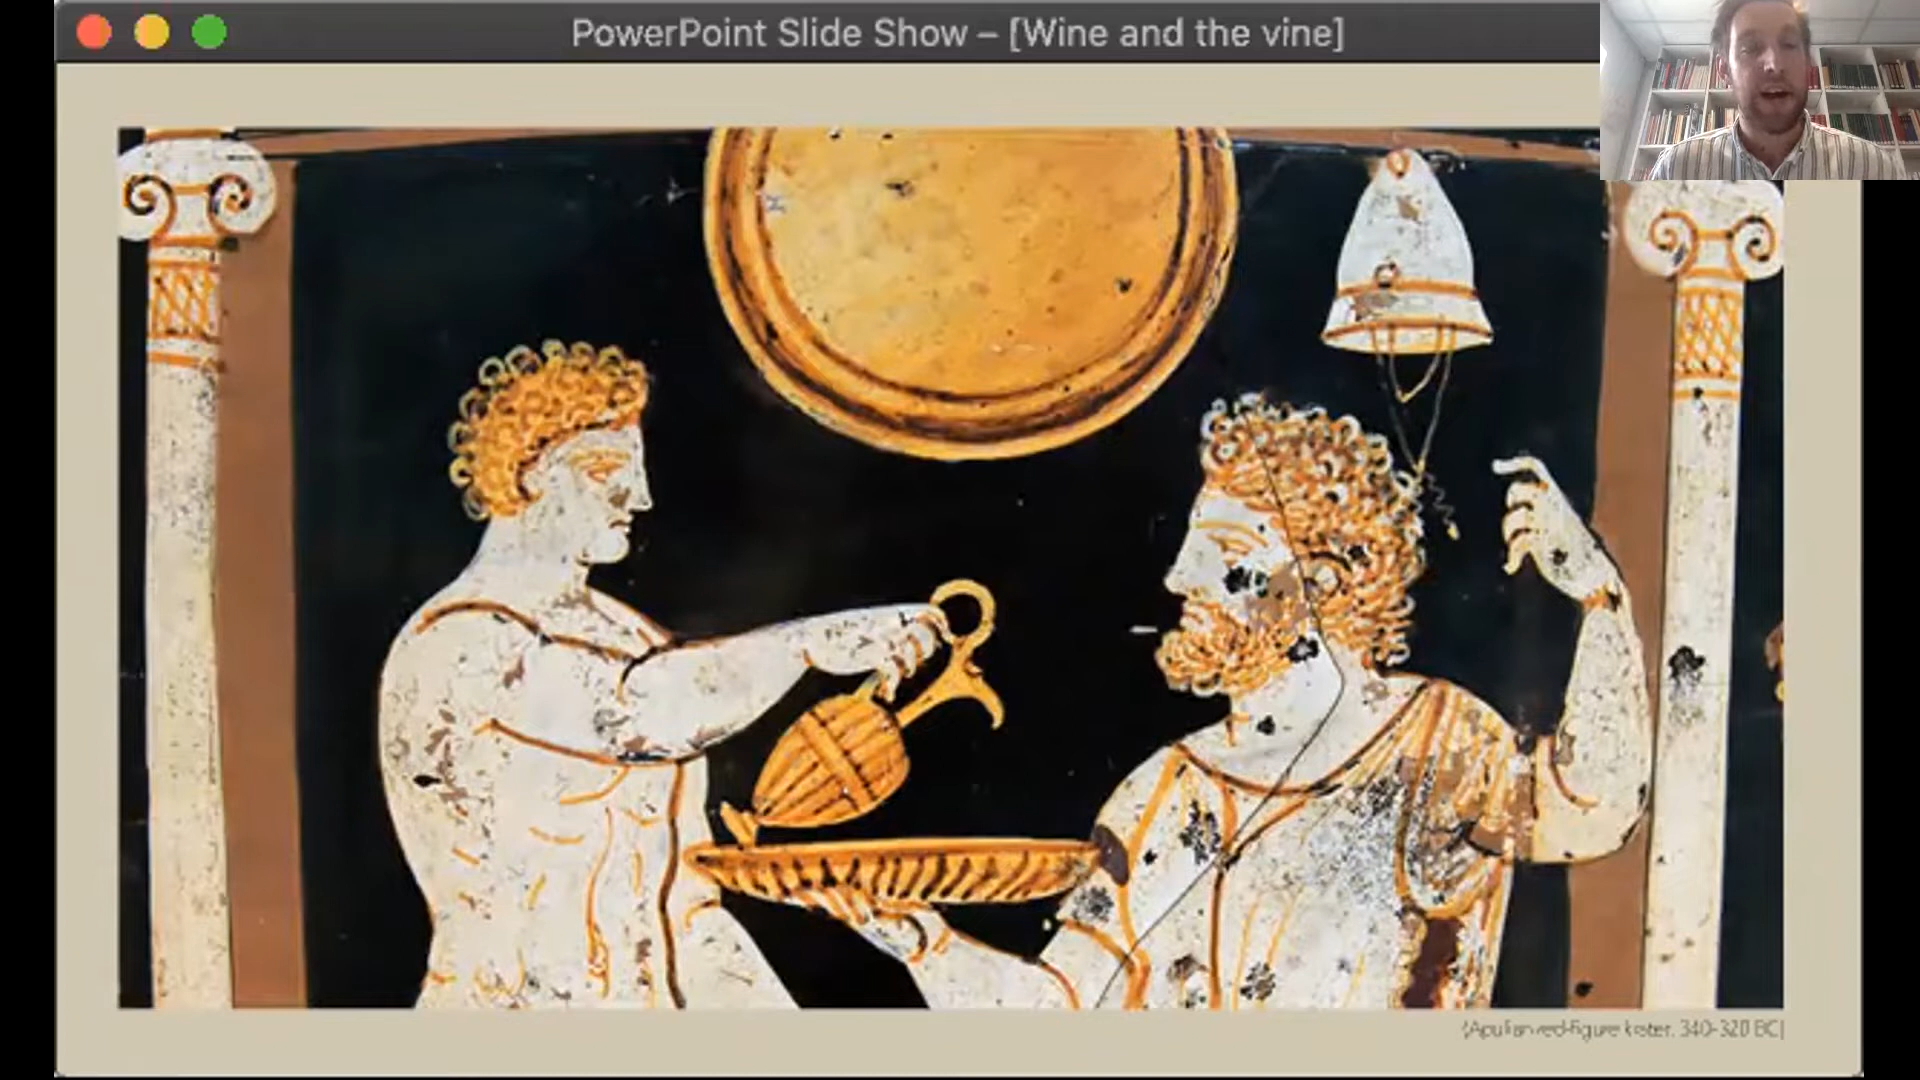 PowerPoint Slide Show – [Wine and the vine]
(Apulian red-figure krater, 340-320 BC)